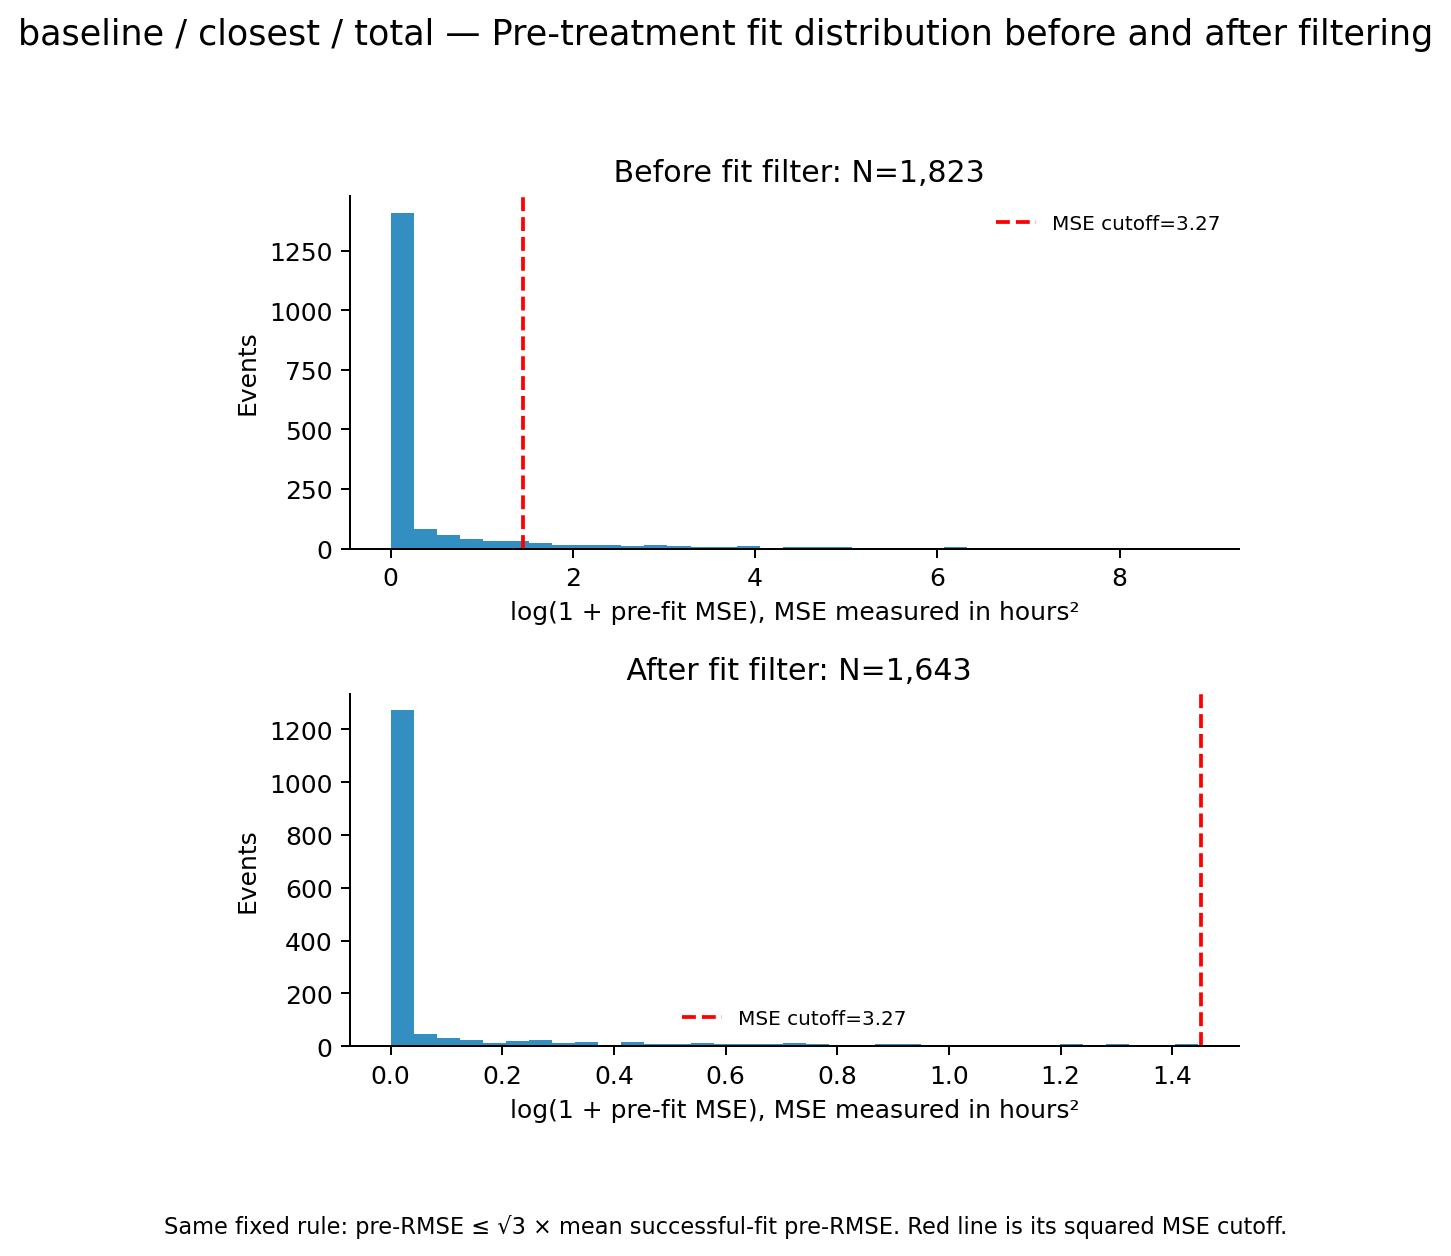 baseline / closest / total — Pre-treatment fit distribution before and after filtering
Before fit filter: N=1,823
MSE cutoff=3.27
Events
1250
1000
750
500
250
0
0 2 4 6 8
log(1 + pre-fit MSE), MSE measured in hours²
After fit filter: N=1,643
Events
1200
1000
800
600
400
200
0
MSE cutoff=3.27
0.0 0.2 0.4 0.6 0.8 1.0 1.2 1.4
log(1 + pre-fit MSE), MSE measured in hours²
Same fixed rule: pre-RMSE ≤ √3 × mean successful-fit pre-RMSE. Red line is its squared MSE cutoff.